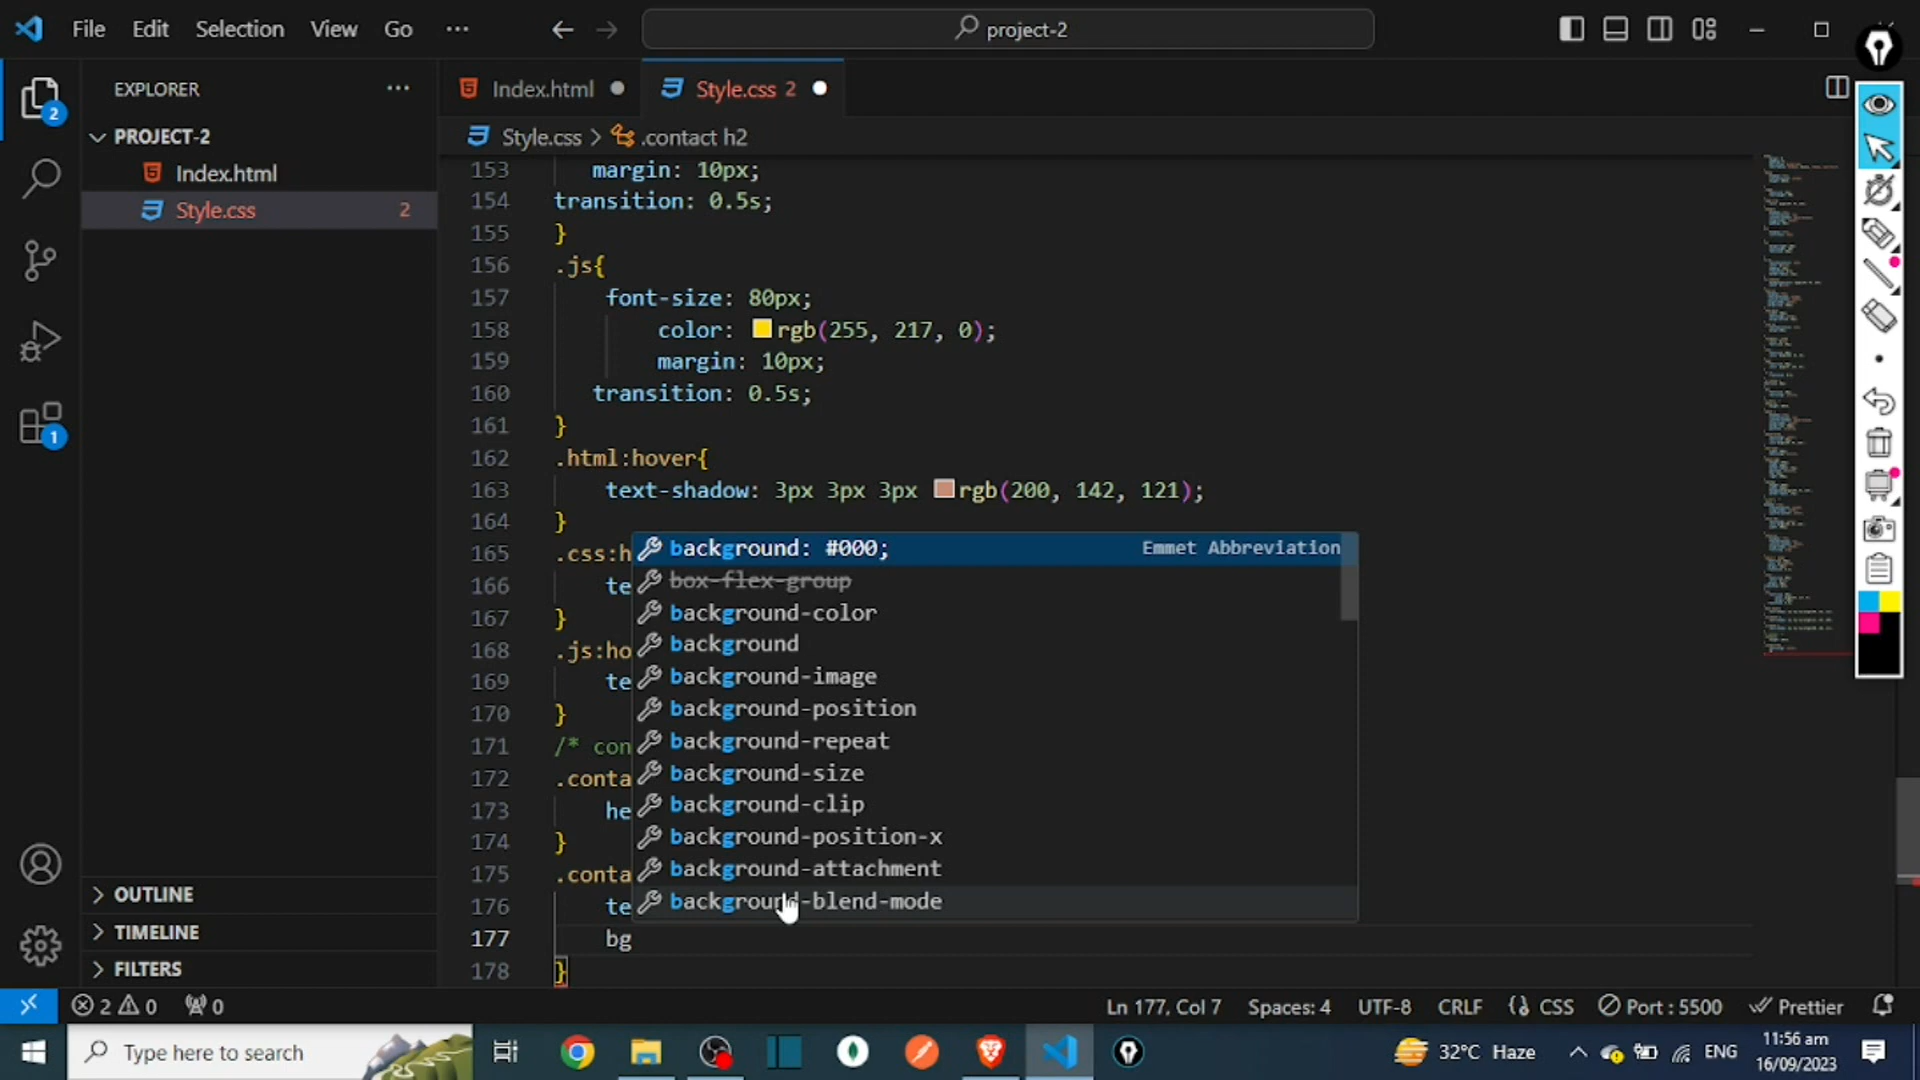 File Edit Selection View Go ··· project-2
EXPLORER ···
PROJECT-2
Index.html
Style.css 2
OUTLINE
TIMELINE
FILTERS
2
1
Index.html Style.css 2
Style.css > .contact h2
153 margin: 10px;
154 transition: 0.5s;
155 }
156 .js{
157 font-size: 80px;
158 color: rgb(255, 217, 0);
159 margin: 10px;
160 transition: 0.5s;
161 }
162 .html:hover{
163 text-shadow: 3px 3px 3px rgb(200, 142, 121);
164 }
165 .css:h
166 te
167 }
168 .js:ho
169 te
170 }
171 /* con
172 .conta
173 he
174 }
175 .conta
176 te
177 bg
178 }
background: #000; Emmet Abbreviation
box-flex-group
background-color
background
background-image
background-position
background-repeat
background-size
background-clip
background-position-x
background-attachment
background-blend-mode
2 0 0 Ln 177, Col 7 Spaces: 4 UTF-8 CRLF CSS Port : 5500 Prettier
Type here to search 32°C Haze ENG 11:56 am
16/09/2023